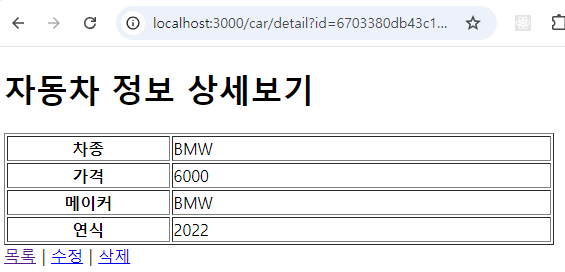 localhost:3000/car/detail?id=6703380db43c1...
자동차 정보 상세보기
차종 BMW
가격 6000
메이커 BMW
연식 2022
목록 | 수정 | 삭제